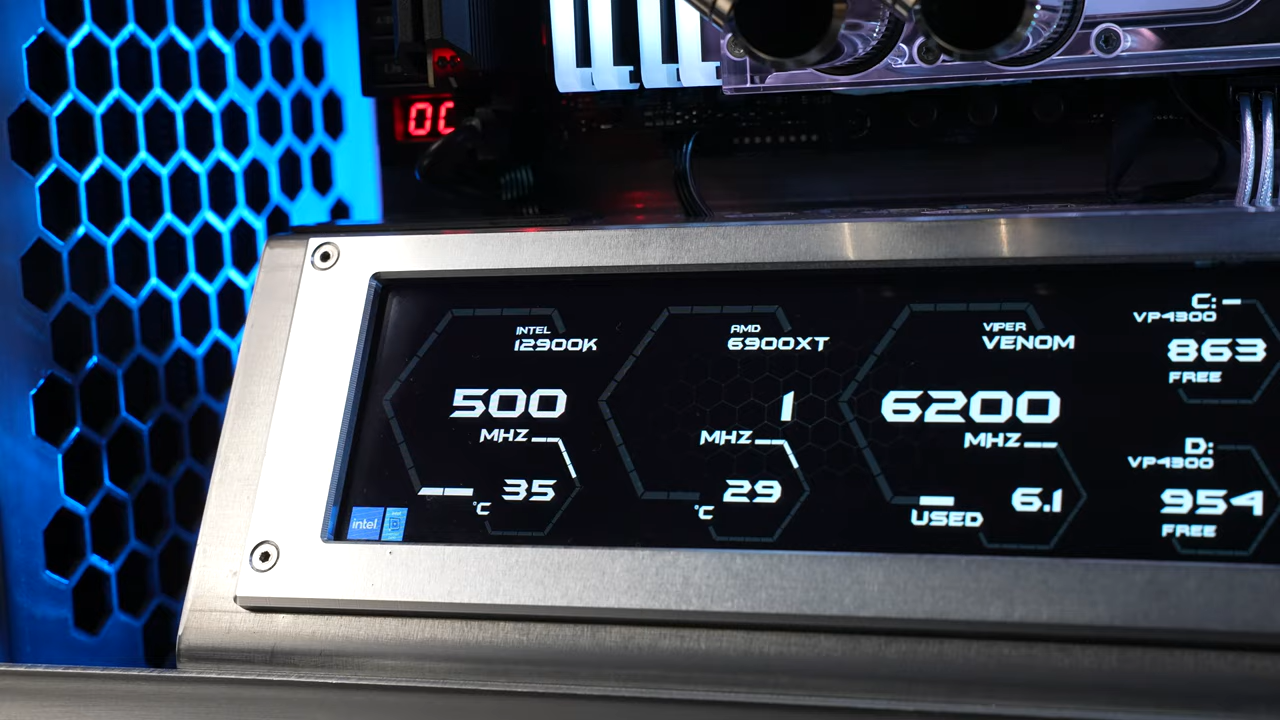 0C
INTEL
12900K
500
MHZ
°C 35
intel
AMD
6900XT
1
MHZ
°C 29
VIPER
VENOM
6200
MHZ
USED 6.1
C:
VP4300
863
FREE
D:
VP4300
954
FREE